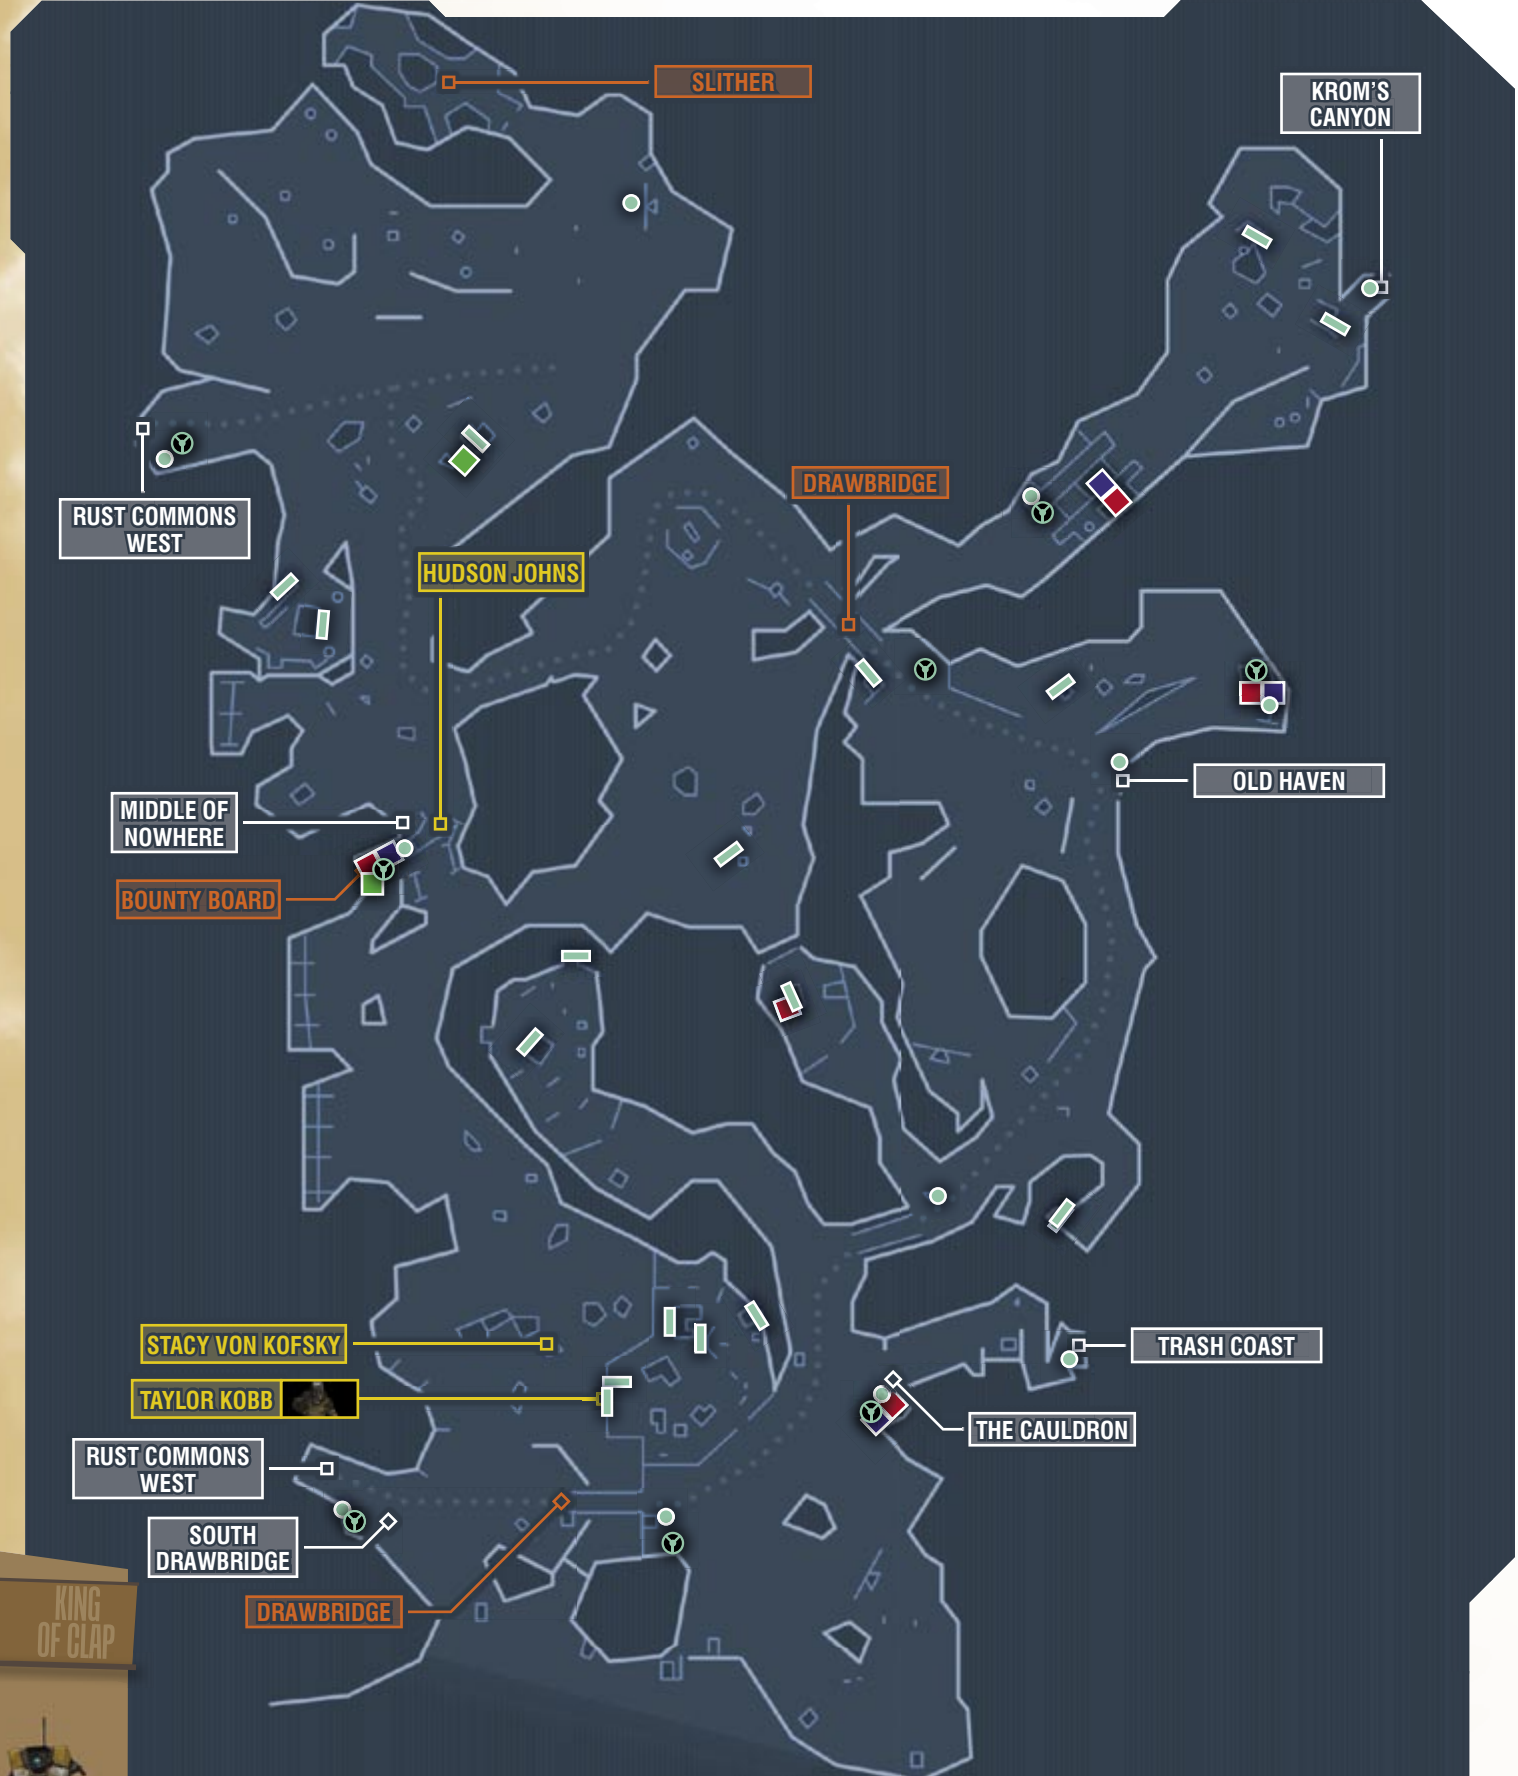 SLITHER
KROM'S
CANYON
DRAWBRIDGE
RUST COMMONS
WEST
HUDSON JOHNS
OLD HAVEN
MIDDLE OF
NOWHERE
BOUNTY BOARD
STACY VON KOFSKY
TRASH COAST
TAYLOR KOBB
THE CAULDRON
RUST COMMONS
WEST
SOUTH
DRAWBRIDGE
DRAWBRIDGE
KING
OF CLAP